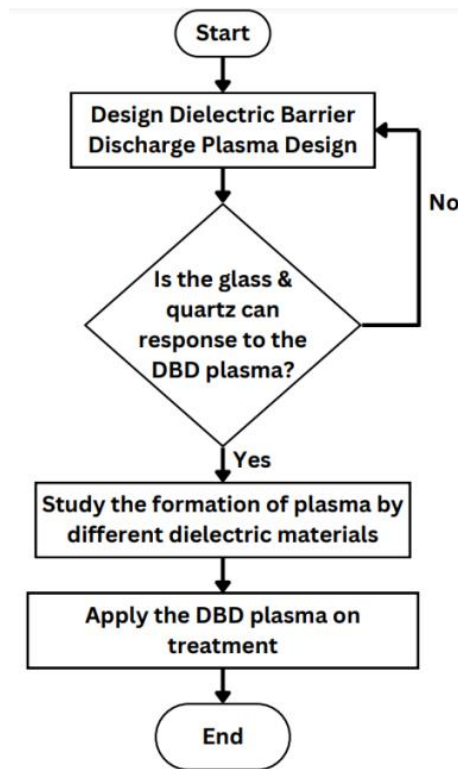 Start
Design Dielectric Barrier
Discharge Plasma Design
No
Is the glass &
quartz can
response to the
DBD plasma?
Yes
Study the formation of plasma by
different dielectric materials
Apply the DBD plasma on
treatment
End